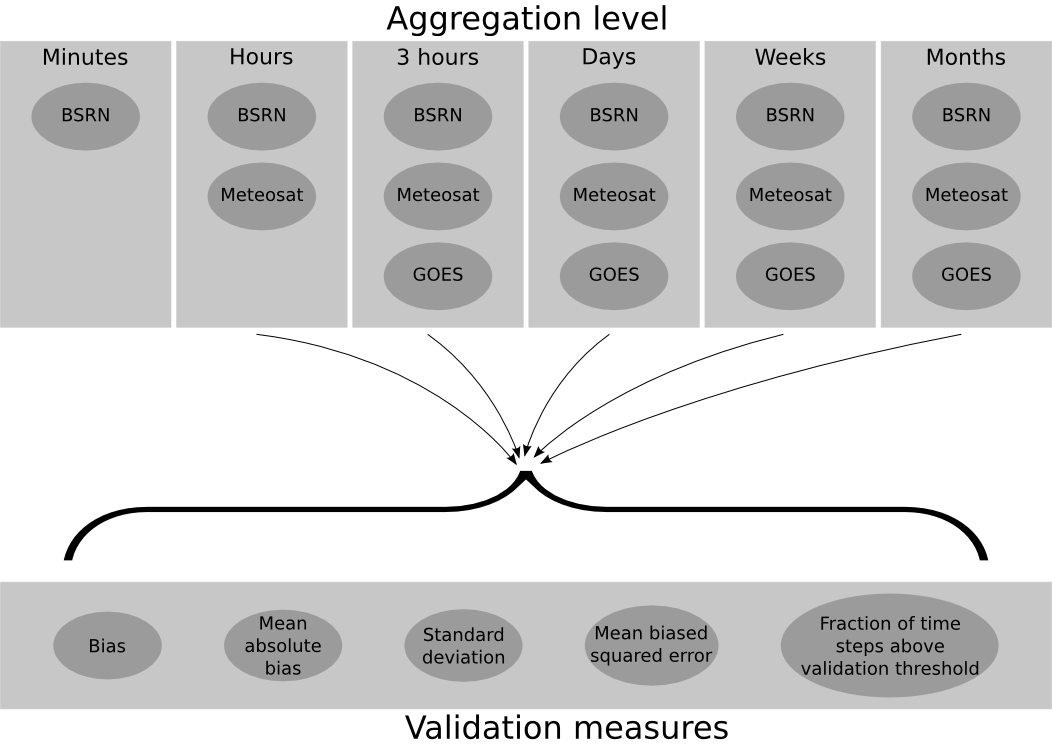 Aggregation level
Minutes
Hours
3 hours
Days
Weeks
Months
BSRN
BSRN
BSRN
BSRN
BSRN
BSRN
Meteosat
Meteosat
Meteosat
Meteosat
Meteosat
GOES
GOES
GOES
GOES
Bias
Mean
absolute
bias
Standard
deviation
Mean biased
squared error
Fraction of time
steps above
validation threshold
Validation measures